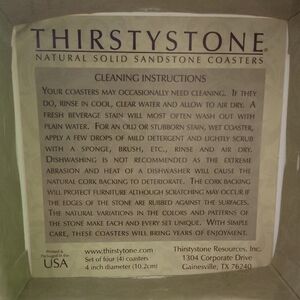 THIRSTYSTONE®
NATURAL SOLID SANDSTONE COASTERS
CLEANING INSTRUCTIONS
YOUR COASTERS MAY OCCASIONALLY NEED CLEANING. IF THEY
DO, RINSE IN COOL, CLEAR WATER AND ALLOW TO AIR DRY. A
FRESH BEVERAGE STAIN WILL MOST OFTEN WASH OUT WITH
PLAIN WATER. FOR AN OLD OR STUBBORN STAIN, WET COASTER,
APPLY A FEW DROPS OF MILD DETERGENT AND LIGHTLY SCRUB
WITH A SPONGE, BRUSH, ETC., RINSE AND AIR DRY.
DISHWASHING IS NOT RECOMMENDED AS THE EXTREME
ABRASION AND HEAT OF A DISHWASHER WILL CAUSE THE
NATURAL CORK BACKING TO DETERIORATE. THE CORK BACKING
WILL PROTECT FURNITURE ALTHOUGH SCRATCHING MAY OCCUR IF
THE EDGES OF THE STONE ARE RUBBED AGAINST THE SURFACES.
THE NATURAL VARIATIONS IN THE COLORS AND PATTERNS OF
THE STONE MAKE EACH AND EVERY SET UNIQUE. WITH SIMPLE
CARE, THESE COASTERS WILL BRING YEARS OF ENJOYMENT.
Printed &
Packaged in the
USA
www.thirstystone.com
Set of four (4) coasters
4 inch diameter (10.2cm)
Thirstystone Resources, Inc.
1304 Corporate Drive
Gainesville, TX 76240